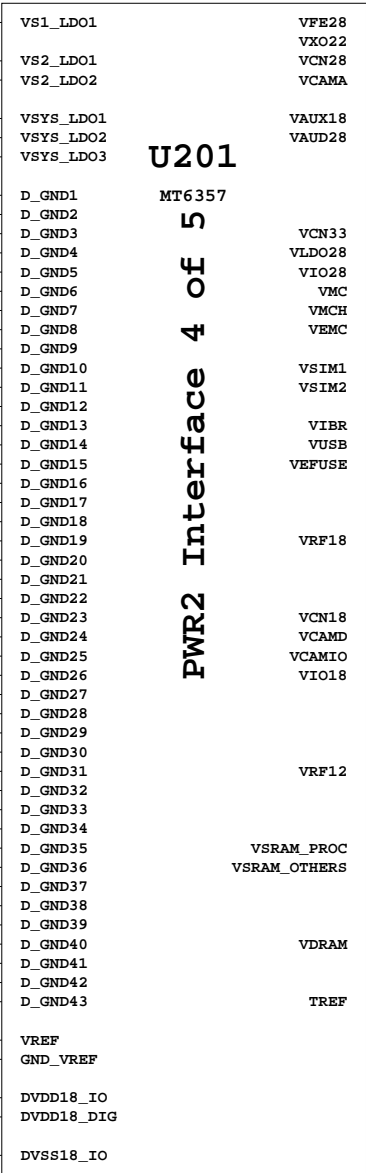 VS1_LDO1 VFE28
VXO22
VS2_LDO1 VCN28
VS2_LDO2 VCAMA
VSYS_LDO1 VAUX18
VSYS_LDO2 VAUD28
VSYS_LDO3
U201
MT6357
PWR2 Interface 4 of 5
D_GND1
D_GND2
D_GND3 VCN33
D_GND4 VLDO28
D_GND5 VIO28
D_GND6 VMC
D_GND7 VMCH
D_GND8 VEMC
D_GND9
D_GND10 VSIM1
D_GND11 VSIM2
D_GND12
D_GND13 VIBR
D_GND14 VUSB
D_GND15 VEFUSE
D_GND16
D_GND17
D_GND18
D_GND19 VRF18
D_GND20
D_GND21
D_GND22
D_GND23 VCN18
D_GND24 VCAMD
D_GND25 VCAMIO
D_GND26 VIO18
D_GND27
D_GND28
D_GND29
D_GND30
D_GND31 VRF12
D_GND32
D_GND33
D_GND34
D_GND35 VSRAM_PROC
D_GND36 VSRAM_OTHERS
D_GND37
D_GND38
D_GND39
D_GND40 VDRAM
D_GND41
D_GND42
D_GND43 TREF
VREF
GND_VREF
DVDD18_IO
DVDD18_DIG
DVSS18_IO